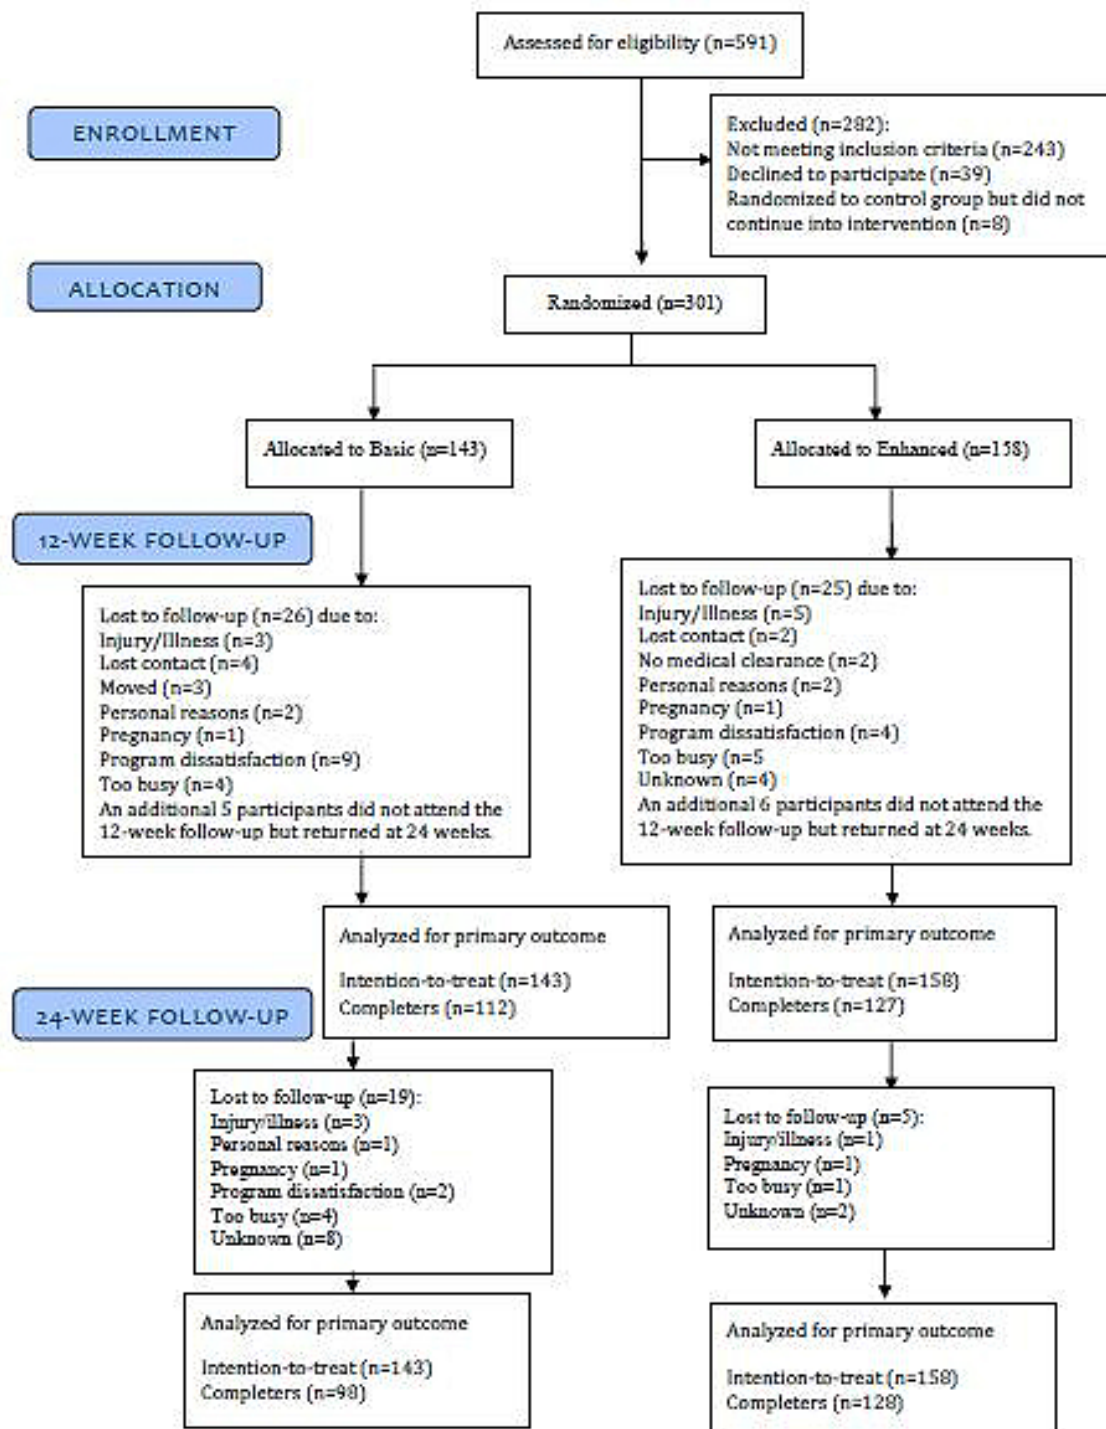 Assessed for eligibility (n=591)
ENROLLMENT
Excluded (n=282):
Not meeting inclusion criteria (n=243)
Declined to participate (n=39)
Randomized to control group but did not
continue into intervention (n=8)
ALLOCATION
Randomized (n=301)
Allocated to Basic (n=143)
Allocated to Enhanced (n=158)
12-WEEK FOLLOW-UP
Lost to follow-up (n=26) due to:
Injury/Illness (n=3)
Lost contact (n=4)
Moved (n=3)
Personal reasons (n=2)
Pregnancy (n=1)
Program dissatisfaction (n=9)
Too busy (n=4)
An additional 5 participants did not attend the
12-week follow-up but returned at 24 weeks.
Lost to follow-up (n=25) due to:
Injury/Illness (n=5)
Lost contact (n=2)
No medical clearance (n=2)
Personal reasons (n=2)
Pregnancy (n=1)
Program dissatisfaction (n=4)
Too busy (n=5
Unknown (n=4)
An additional 6 participants did not attend the
12-week follow-up but returned at 24 weeks.
Analyzed for primary outcome
Intention-to-treat (n=143)
Completers (n=112)
Analyzed for primary outcome
Intention-to-treat (n=158)
Completers (n=127)
24-WEEK FOLLOW-UP
Lost to follow-up (n=19):
Injury/illness (n=3)
Personal reasons (n=1)
Pregnancy (n=1)
Program dissatisfaction (n=2)
Too busy (n=4)
Unknown (n=8)
Lost to follow-up (n=5):
Injury/illness (n=1)
Pregnancy (n=1)
Too busy (n=1)
Unknown (n=2)
Analyzed for primary outcome
Intention-to-treat (n=143)
Completers (n=98)
Analyzed for primary outcome
Intention-to-treat (n=158)
Completers (n=128)